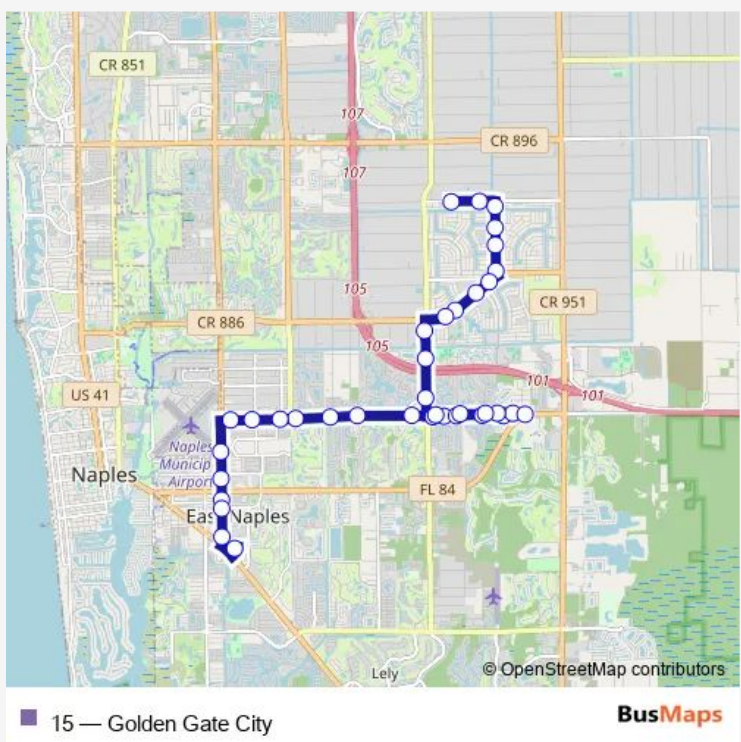 CR 851
107
CR 896
107
105
CR 951
CR 886
105
101
101
US 41
Naples
Municip
Airport
Naples
FL 84
East Naples
Lely
© OpenStreetMap contributors
15 — Golden Gate City
BusMaps